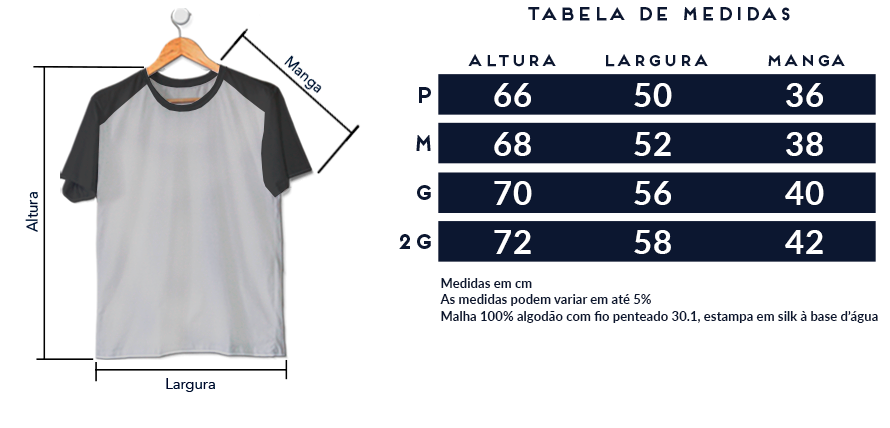 TABELA DE MEDIDAS
ALTURA LARGURA MANGA
P 66 50 36
M 68 52 38
G 70 56 40
2G 72 58 42
Medidas em cm
As medidas podem variar em até 5%
Malha 100% algodão com fio penteado 30.1, estampa em silk à base d'água
Manga
Altura
Largura